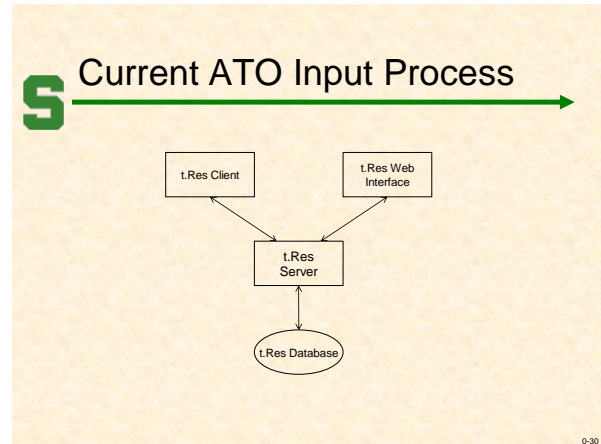 S
Current ATO Input Process
t.Res Client
t.Res Web
Interface
t.Res
Server
t.Res Database
0-30